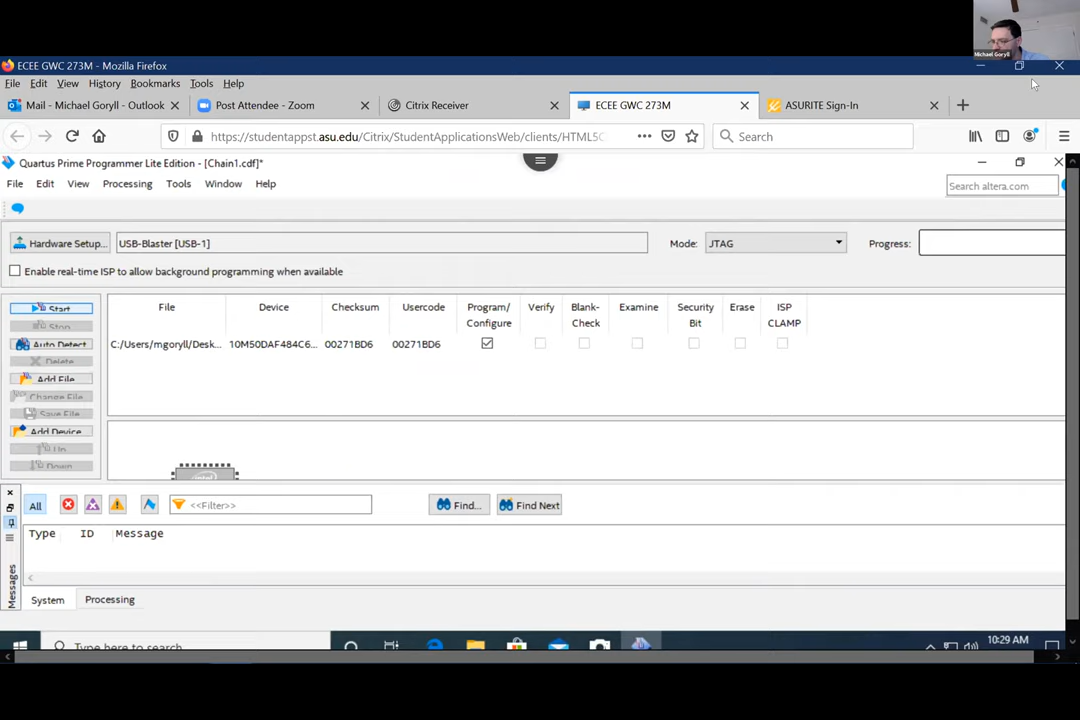 Michael Goryll
ECEE GWC 273M - Mozilla Firefox
File Edit View History Bookmarks Tools Help
Mail - Michael Goryll - Outlook Post Attendee - Zoom Citrix Receiver ECEE GWC 273M ASURITE Sign-In
https://studentappst.asu.edu/Citrix/StudentApplicationsWeb/clients/HTML5C Search
Quartus Prime Programmer Lite Edition - [Chain1.cdf]*
File Edit View Processing Tools Window Help Search altera.com
Hardware Setup... USB-Blaster [USB-1] Mode: JTAG Progress:
Enable real-time ISP to allow background programming when available
Start
Stop
Auto Detect
Delete
Add File
Change File
Save File
Add Device
Up
Down
File Device Checksum Usercode Program/ Verify Blank- Examine Security Erase ISP
Configure Check Bit CLAMP
C:/Users/mgoryll/Desk... 10M50DAF484C6... 00271BD6 00271BD6
intel
All <<Filter>> Find... Find Next
Type ID Message
Messages
System Processing
Type here to search 10:29 AM